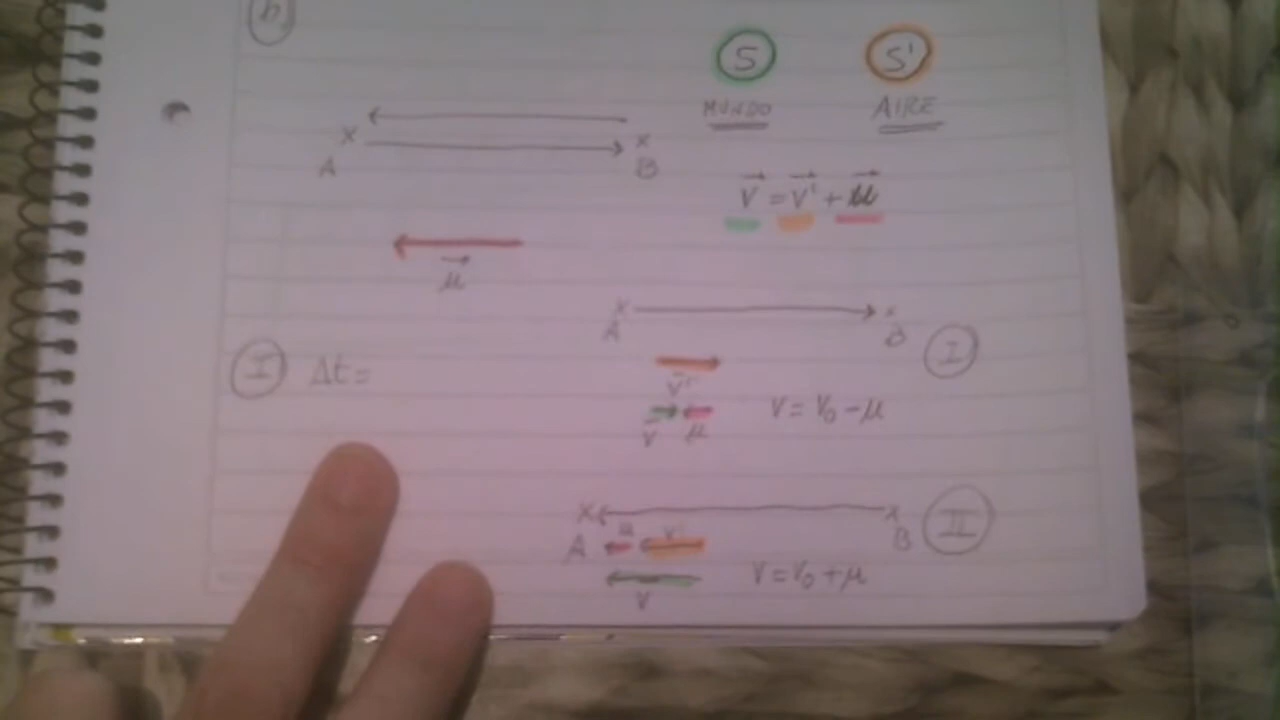 b
S S'
MUNDO AIRE
A B
v = v' + u
μ
A B
I
I Δt =
v'
v μ
v = v₀ - μ
A B
II
u v'
v
v = v₀ + μ